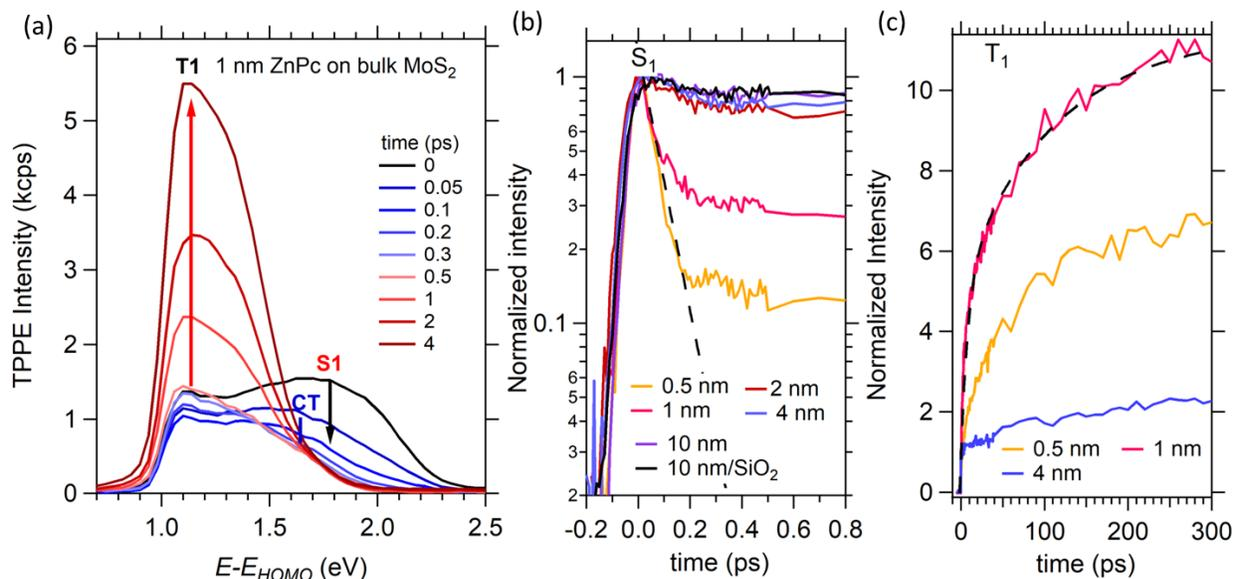 (a)
6
5
4
3
2
1
0
TPPE Intensity (kcps)
T1 1 nm ZnPc on bulk MoS2
time (ps)
0
0.05
0.1
0.2
0.3
0.5
1
2
4
S1
CT
1.0 1.5 2.0 2.5
E-EHOMO (eV)
(b)
S1
Normalized intensity
1
7
6
5
4
3
2
0.1
6
5
4
3
2
0.5 nm 2 nm
1 nm 4 nm
10 nm
10 nm/SiO2
-0.2 0.0 0.2 0.4 0.6 0.8
time (ps)
(c)
T1
Normalized Intensity
10
8
6
4
2
0
0.5 nm 1 nm
4 nm
0 100 200 300
time (ps)